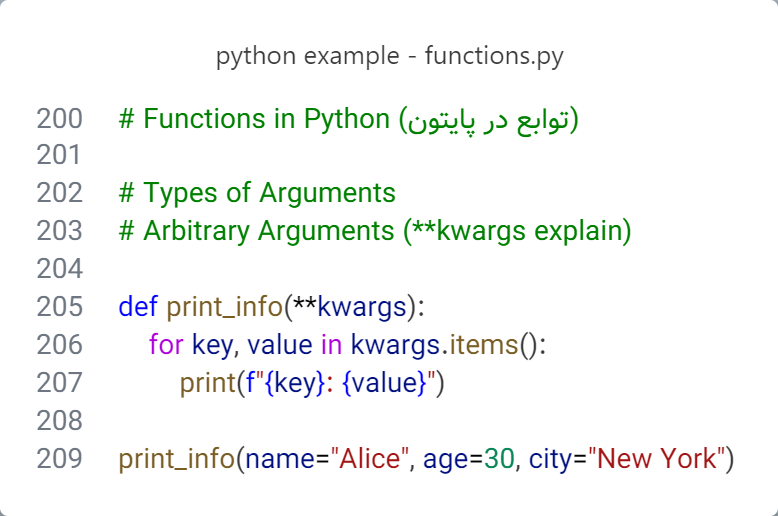 python example - functions.py
200 # Functions in Python (توابع در پایتون)
201
202 # Types of Arguments
203 # Arbitrary Arguments (**kwargs explain)
204
205 def print_info(**kwargs):
206     for key, value in kwargs.items():
207         print(f"{key}: {value}")
208
209 print_info(name="Alice", age=30, city="New York")